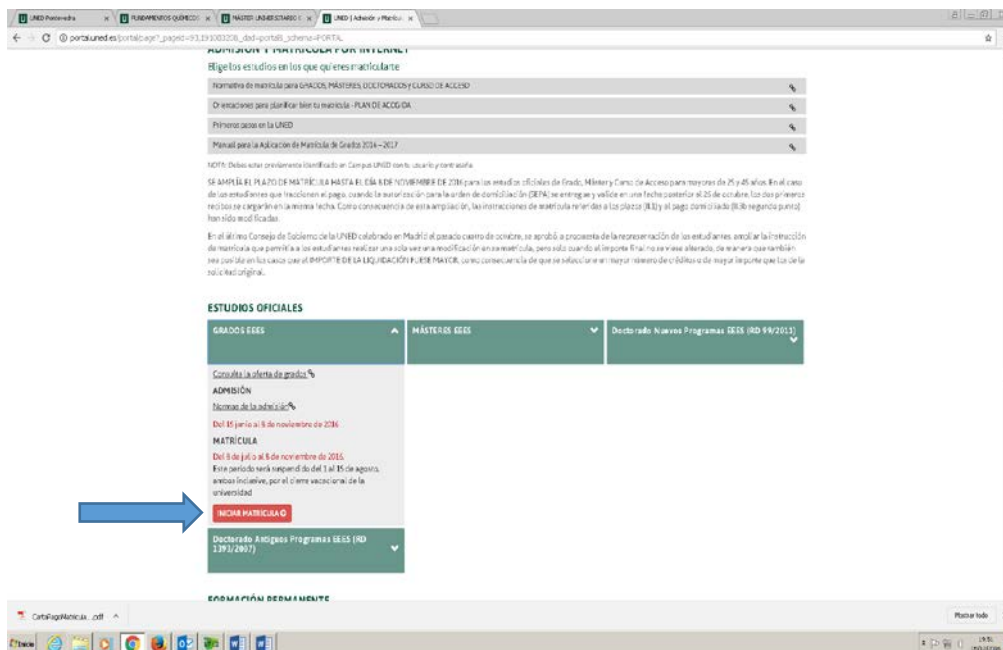 UNED Pontevedra
FUNDAMENTOS QUÍMICOS
MÁSTER UNIVERSITARIO E
UNED | Admisión y Matrícu
ADMISIÓN Y MATRÍCULA POR INTERNET
Elige los estudios en los que quieres matricularte
Normativa de matrícula para GRADOS, MÁSTERES, DOCTORADOS y CURSO DE ACCESO
Orientaciones para planificar bien tu matrícula - PLAN DE ACOGIDA
Primeros pasos en la UNED
Manual para la Aplicación de Matrícula de Grados 2016 – 2017
NOTA: Debes estar previamente identificado en Campus UNED con tu usuario y contraseña
SE AMPLÍA EL PLAZO DE MATRÍCULA HASTA EL DÍA 8 DE NOVIEMBRE DE 2016 para los estudios oficiales de Grado, Máster y Curso de Acceso para mayores de 25 y 45 años. En el caso
de los estudiantes que fraccionen el pago, cuando la autorización para la orden de domiciliación (SEPA) se entregue y valide en una fecha posterior al 25 de octubre, los dos primeros
recibos se cargarán en la misma fecha. Como consecuencia de esta ampliación, las instrucciones de matrícula referidas a los plazos (8.1) y al pago domiciliado (8.3b segundo punto)
han sido modificadas.
En el último Consejo de Gobierno de la UNED celebrado en Madrid el pasado cuatro de octubre, se aprobó a propuesta de la representación de los estudiantes, ampliar la instrucción
de matrícula que permitía a los estudiantes realizar una sola vez una modificación en su matrícula, pero solo cuando el importe final no se viese alterado, de manera que también
sea posible en los casos que el IMPORTE DE LA LIQUIDACIÓN FUESE MAYOR, como consecuencia de que se seleccione un mayor número de créditos o de mayor importe que los de la
solicitud original.
ESTUDIOS OFICIALES
GRADOS EEES
MÁSTERES EEES
Doctorado Nuevos Programas EEES (RD 99/2011)
Consulta la oferta de grados
ADMISIÓN
Normas de la admisión
Del 15 junio al 8 de noviembre de 2016
MATRÍCULA
Del 6 de julio al 8 de noviembre de 2016.
Este período será suspendido del 1 al 15 de agosto,
ambos inclusive, por el cierre vacacional de la
universidad
INICIAR MATRÍCULA
Doctorado Antiguos Programas EEES (RD
1393/2007)
FORMACIÓN PERMANENTE
CartaPagoMatricula....pdf
Mostrar todo
Inicio